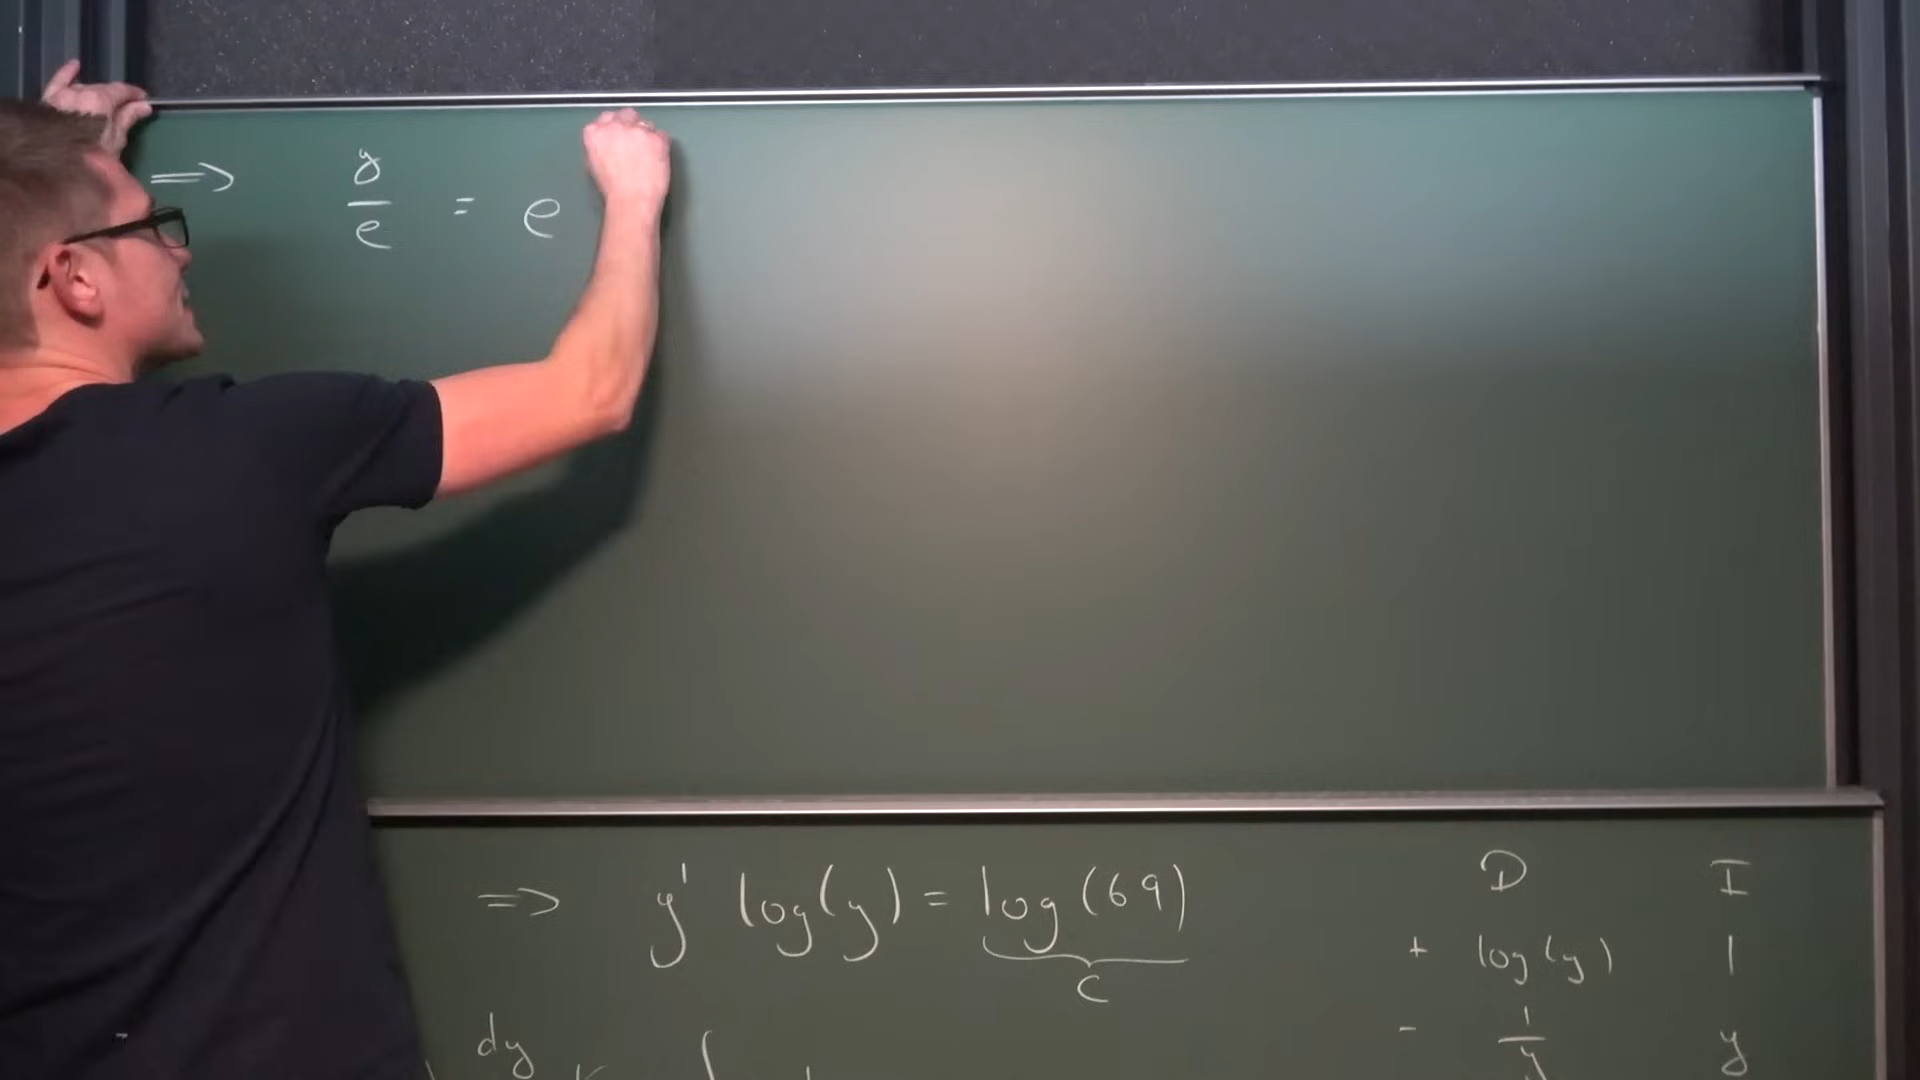 ⇒ y/e = e
⇒ y' log(y) = log(69)
C
D I
+ log(y) 1
- 1/y y
dy